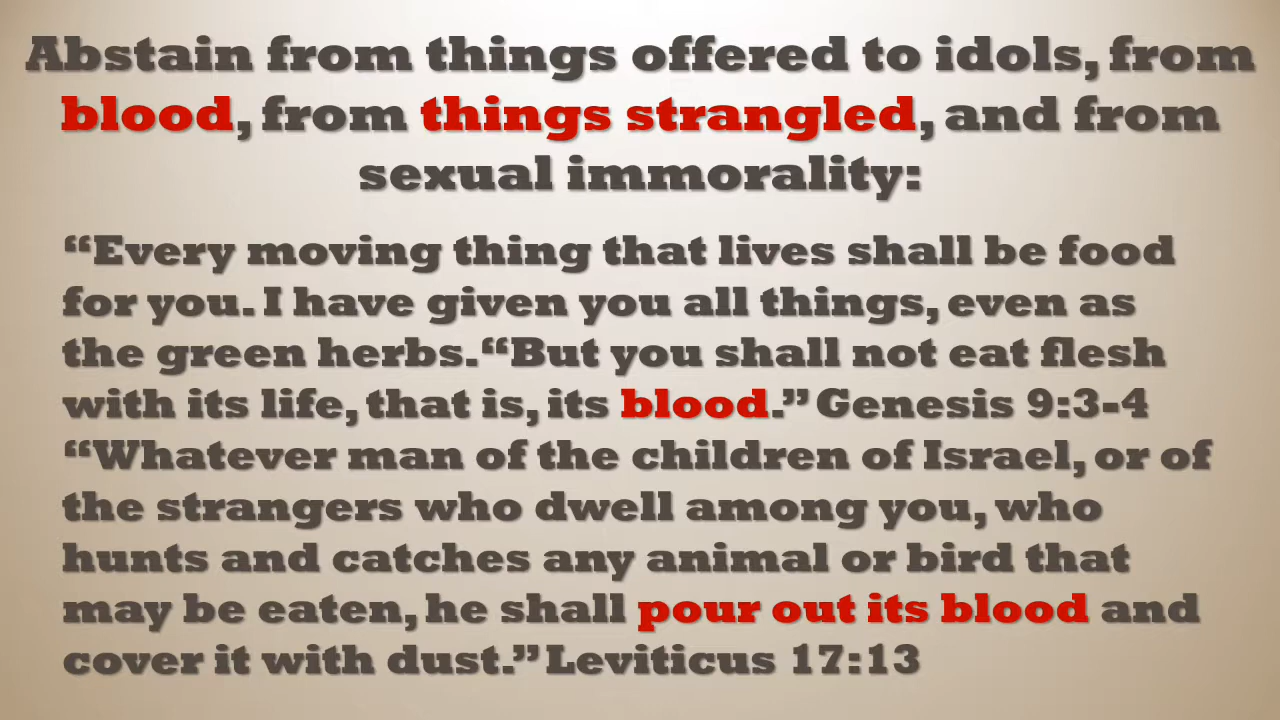 Abstain from things offered to idols, from
blood, from things strangled, and from
sexual immorality:
“Every moving thing that lives shall be food
for you. I have given you all things, even as
the green herbs. “But you shall not eat flesh
with its life, that is, its blood.” Genesis 9:3-4
“Whatever man of the children of Israel, or of
the strangers who dwell among you, who
hunts and catches any animal or bird that
may be eaten, he shall pour out its blood and
cover it with dust.” Leviticus 17:13